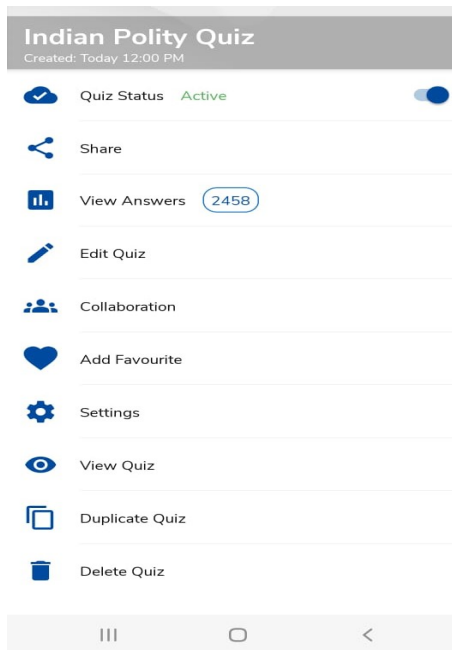 Indian Polity Quiz
Created: Today 12:00 PM
Quiz Status Active
Share
View Answers 2458
Edit Quiz
Collaboration
Add Favourite
Settings
View Quiz
Duplicate Quiz
Delete Quiz